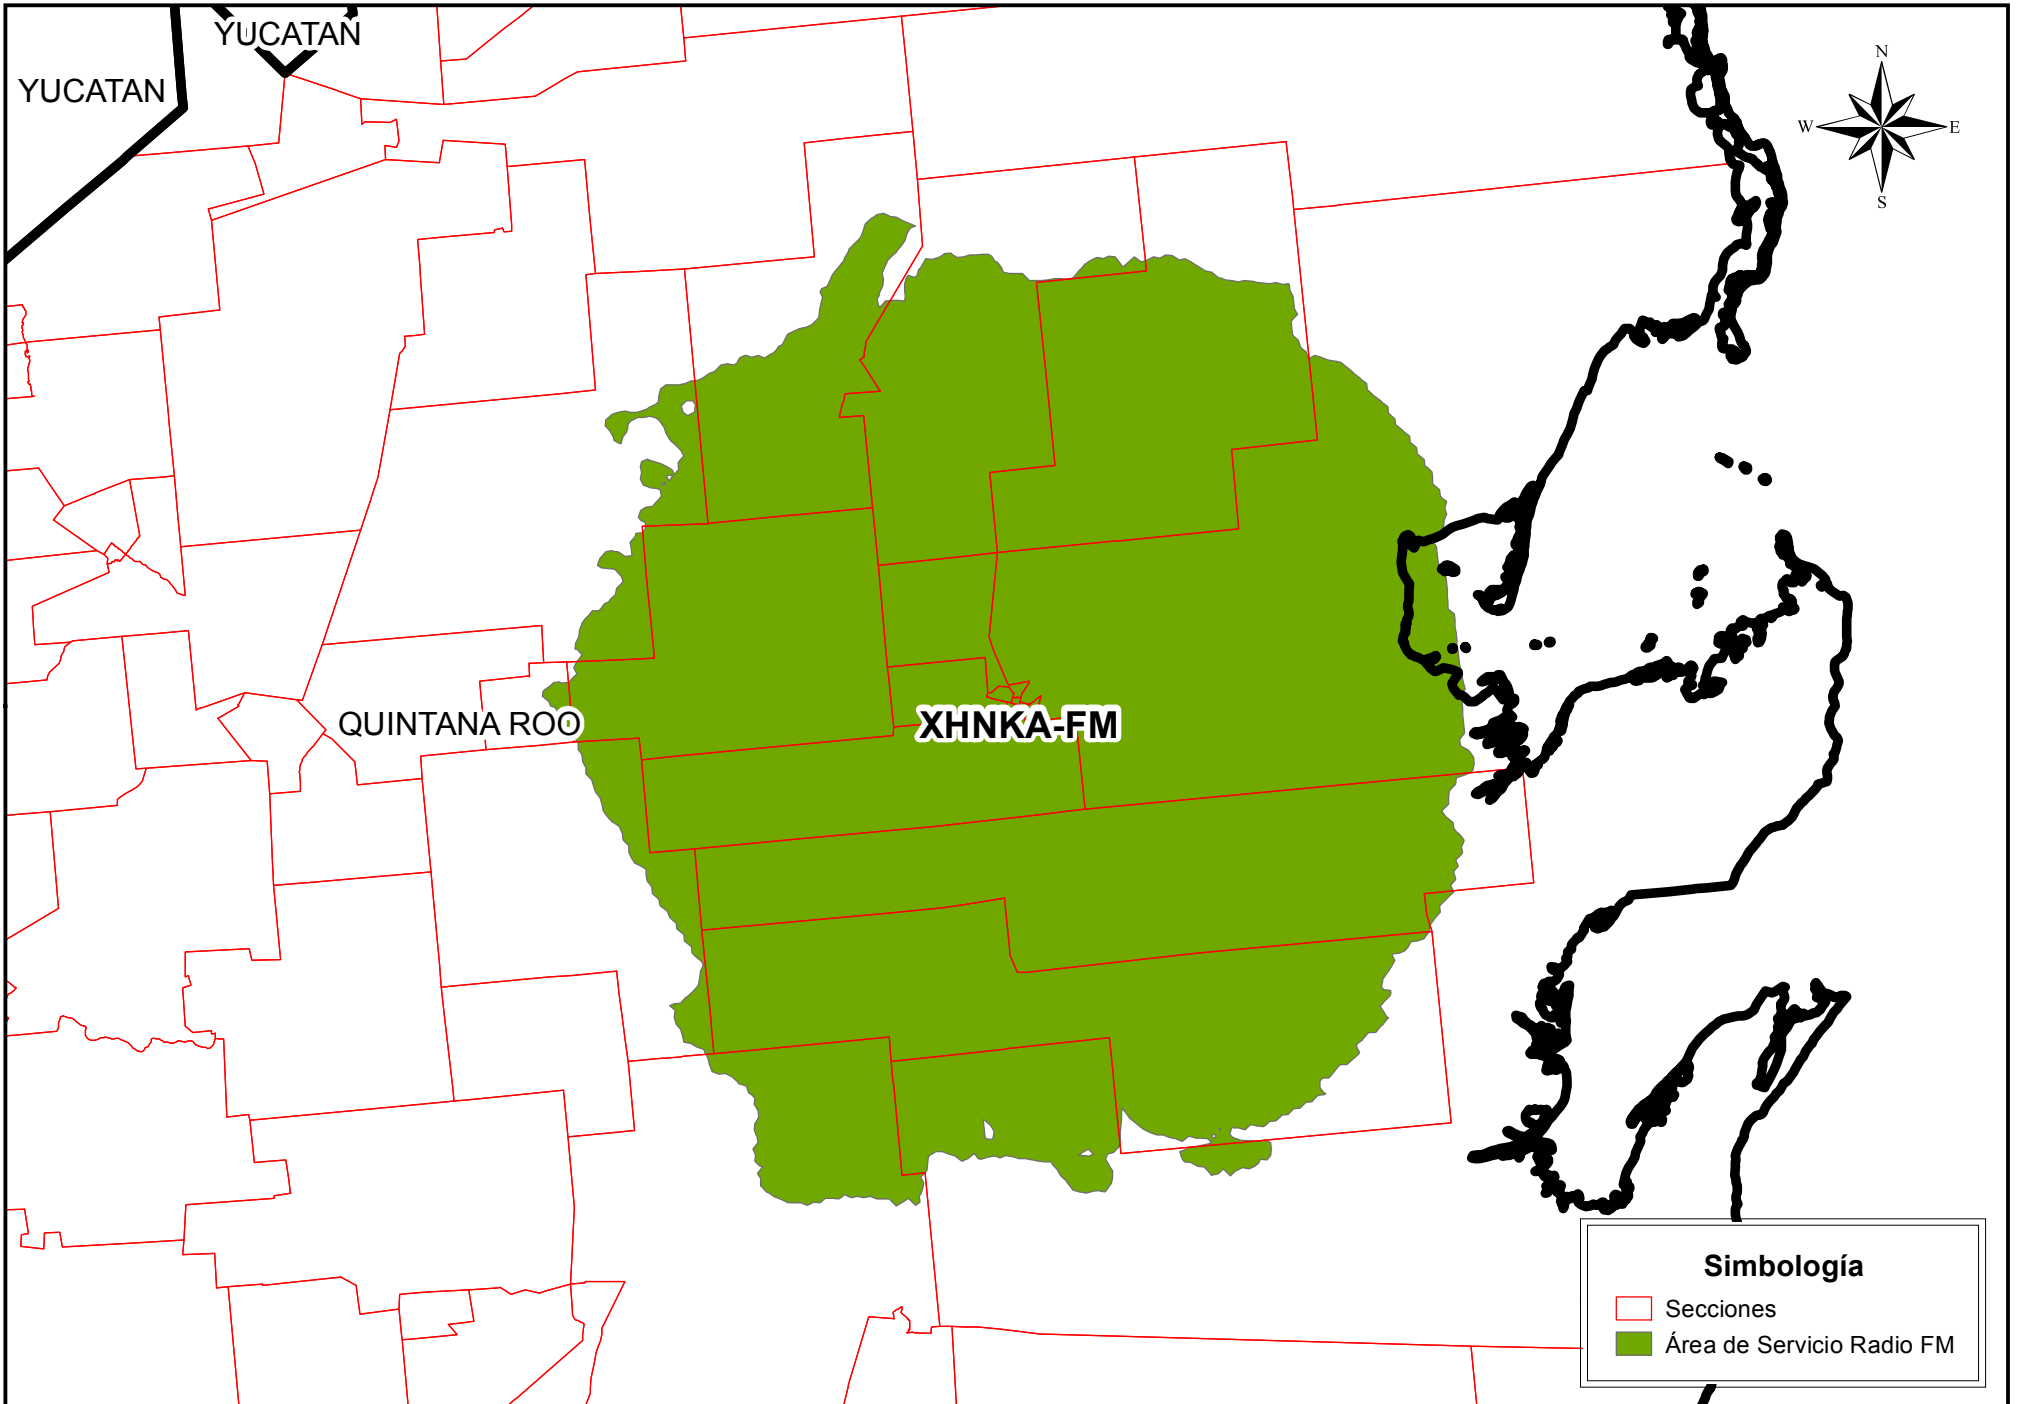 YUCATAN
YUCATAN
N
W
E
S
QUINTANA ROO
XHNKA-FM
Simbología
Secciones
Área de Servicio Radio FM